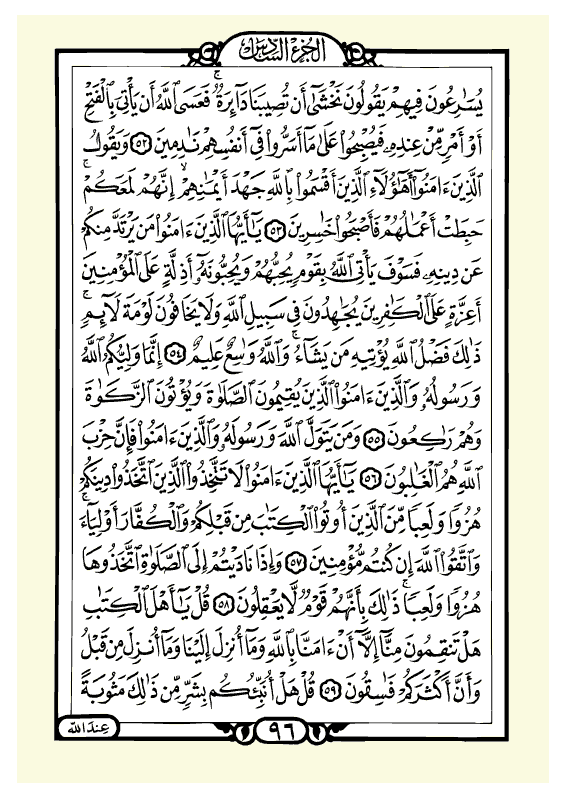 الجزء السادس
يُسَـٰرِعُونَ فِيهِمْ يَقُولُونَ نَخْشَىٰٓ أَن تُصِيبَنَا دَآئِرَةٌ ۚ فَعَسَى ٱللَّهُ أَن يَأْتِىَ بِٱلْفَتْحِ
أَوْ أَمْرٍ مِّنْ عِندِهِۦ فَيُصْبِحُوا۟ عَلَىٰ مَآ أَسَرُّوا۟ فِىٓ أَنفُسِهِمْ نَـٰدِمِينَ ٥٢ وَيَقُولُ
ٱلَّذِينَ ءَامَنُوٓا۟ أَهَـٰٓؤُلَآءِ ٱلَّذِينَ أَقْسَمُوا۟ بِٱللَّهِ جَهْدَ أَيْمَـٰنِهِمْ ۙ إِنَّهُمْ لَمَعَكُمْ ۚ
حَبِطَتْ أَعْمَـٰلُهُمْ فَأَصْبَحُوا۟ خَـٰسِرِينَ ٥٣ يَـٰٓأَيُّهَا ٱلَّذِينَ ءَامَنُوا۟ مَن يَرْتَدَّ مِنكُمْ
عَن دِينِهِۦ فَسَوْفَ يَأْتِى ٱللَّهُ بِقَوْمٍ يُحِبُّهُمْ وَيُحِبُّونَهُۥٓ أَذِلَّةٍ عَلَى ٱلْمُؤْمِنِينَ
أَعِزَّةٍ عَلَى ٱلْكَـٰفِرِينَ يُجَـٰهِدُونَ فِى سَبِيلِ ٱللَّهِ وَلَا يَخَافُونَ لَوْمَةَ لَآئِمٍ ۚ
ذَٰلِكَ فَضْلُ ٱللَّهِ يُؤْتِيهِ مَن يَشَآءُ ۚ وَٱللَّهُ وَٰسِعٌ عَلِيمٌ ٥٤ إِنَّمَا وَلِيُّكُمُ ٱللَّهُ
وَرَسُولُهُۥ وَٱلَّذِينَ ءَامَنُوا۟ ٱلَّذِينَ يُقِيمُونَ ٱلصَّلَوٰةَ وَيُؤْتُونَ ٱلزَّكَوٰةَ
وَهُمْ رَٰكِعُونَ ٥٥ وَمَن يَتَوَلَّ ٱللَّهَ وَرَسُولَهُۥ وَٱلَّذِينَ ءَامَنُوا۟ فَإِنَّ حِزْبَ
ٱللَّهِ هُمُ ٱلْغَـٰلِبُونَ ٥٦ يَـٰٓأَيُّهَا ٱلَّذِينَ ءَامَنُوا۟ لَا تَتَّخِذُوا۟ ٱلَّذِينَ ٱتَّخَذُوا۟ دِينَكُمْ
هُزُوًا وَلَعِبًا مِّنَ ٱلَّذِينَ أُوتُوا۟ ٱلْكِتَـٰبَ مِن قَبْلِكُمْ وَٱلْكُفَّارَ أَوْلِيَآءَ ۚ
وَٱتَّقُوا۟ ٱللَّهَ إِن كُنتُم مُّؤْمِنِينَ ٥٧ وَإِذَا نَادَيْتُمْ إِلَى ٱلصَّلَوٰةِ ٱتَّخَذُوهَا
هُزُوًا وَلَعِبًا ۚ ذَٰلِكَ بِأَنَّهُمْ قَوْمٌ لَّا يَعْقِلُونَ ٥٨ قُلْ يَـٰٓأَهْلَ ٱلْكِتَـٰبِ
هَلْ تَنقِمُونَ مِنَّآ إِلَّآ أَنْ ءَامَنَّا بِٱللَّهِ وَمَآ أُنزِلَ إِلَيْنَا وَمَآ أُنزِلَ مِن قَبْلُ
وَأَنَّ أَكْثَرَكُمْ فَـٰسِقُونَ ٥٩ قُلْ هَلْ أُنَبِّئُكُم بِشَرٍّ مِّن ذَٰلِكَ مَثُوبَةً
٩٦
عِندَ الله